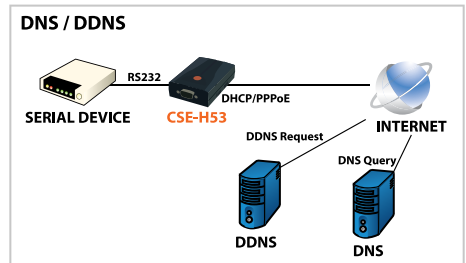 DNS / DDNS
RS232
DHCP/PPPoE
SERIAL DEVICE
CSE-H53
INTERNET
DDNS Request
DNS Query
DDNS
DNS